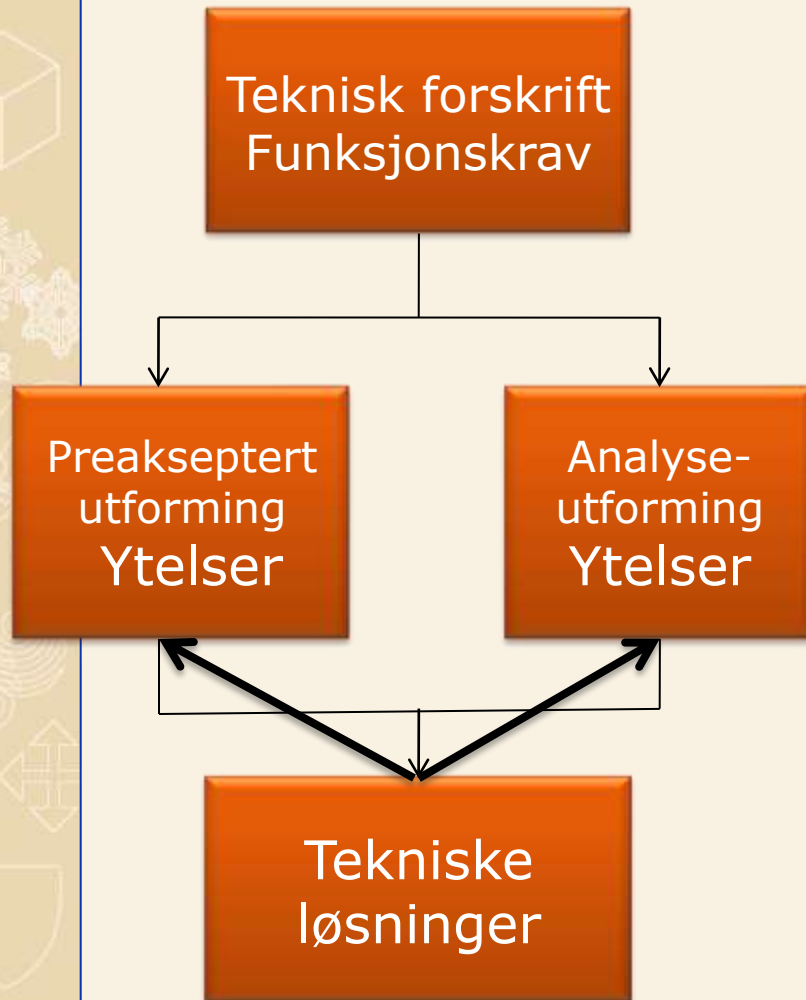 Teknisk forskrift
Funksjonskrav
Preakseptert
utforming
Ytelser
Analyse-
utforming
Ytelser
Tekniske
løsninger